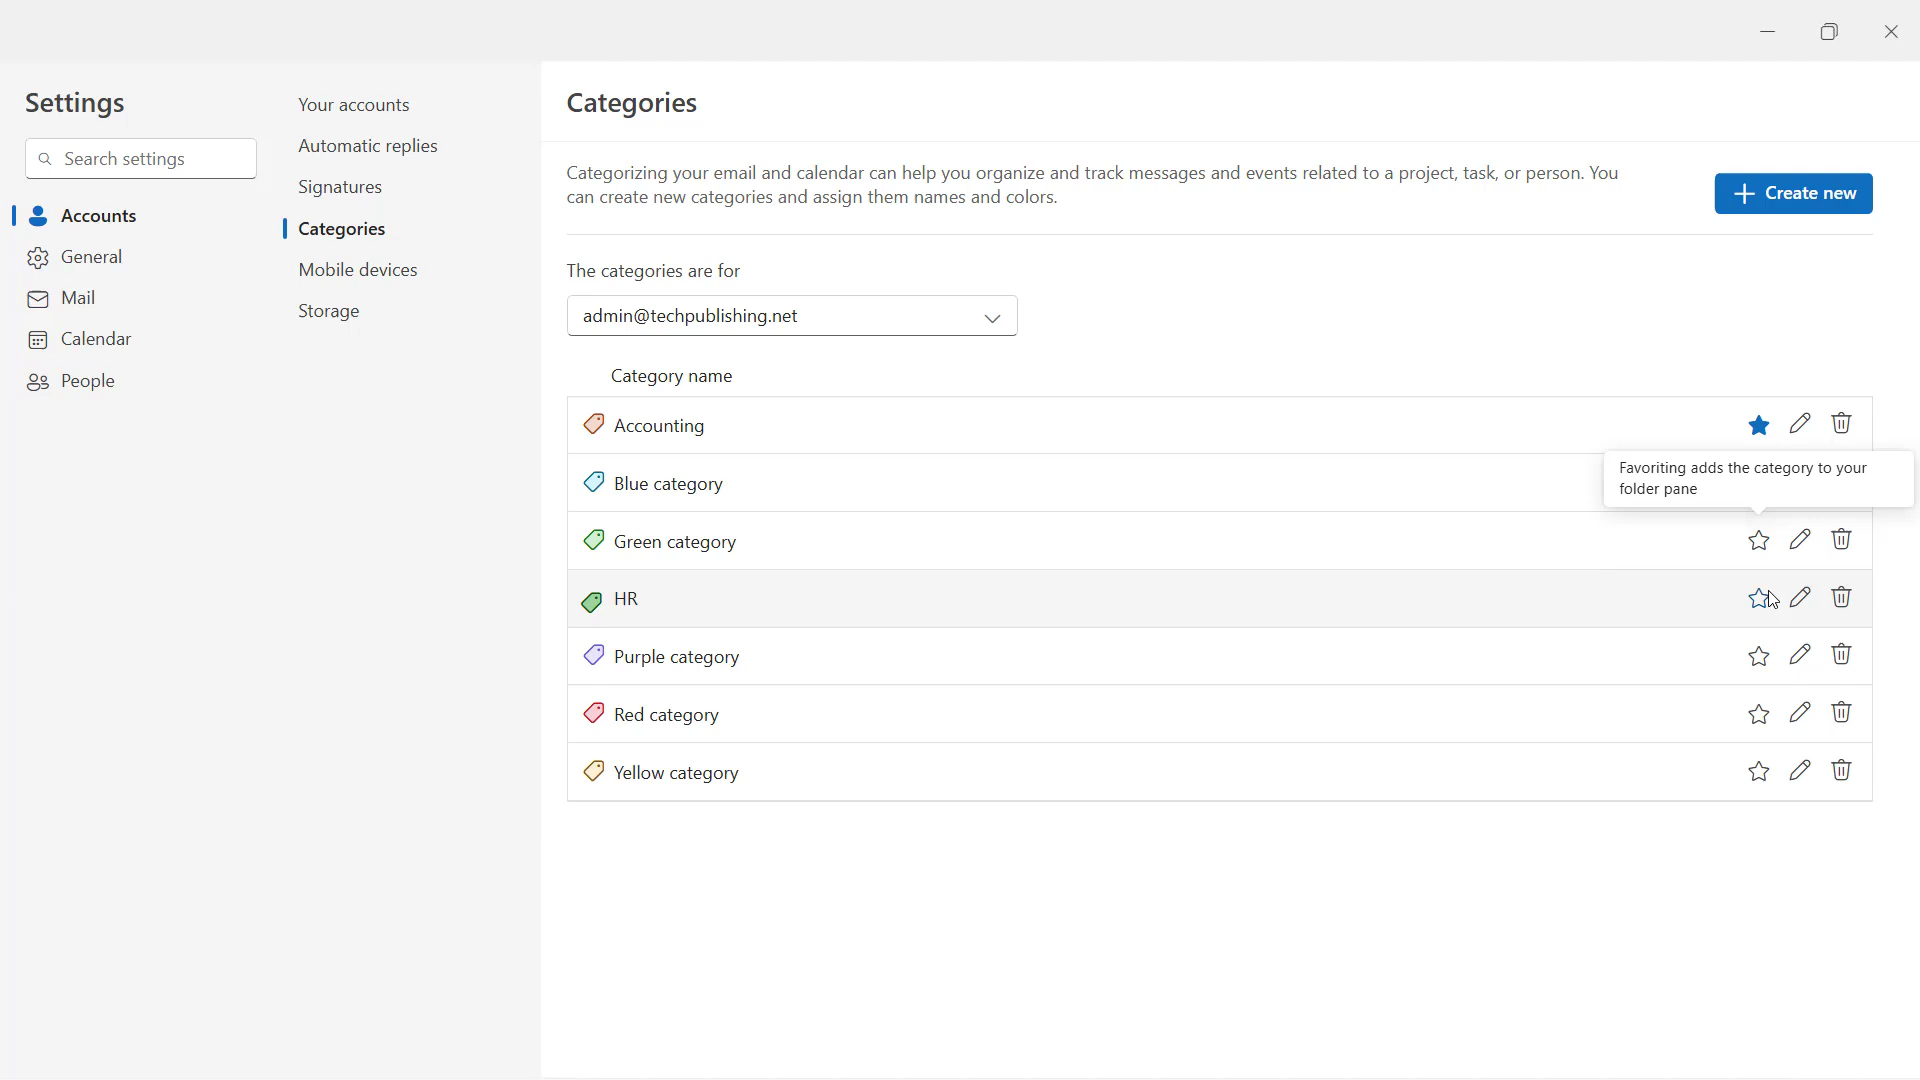 Settings
Search settings
Accounts
General
Mail
Calendar
People
Your accounts
Automatic replies
Signatures
Categories
Mobile devices
Storage
Categories
Categorizing your email and calendar can help you organize and track messages and events related to a project, task, or person. You
can create new categories and assign them names and colors.
Create new
The categories are for
admin@techpublishing.net
Category name
Accounting
Blue category
Favoriting adds the category to your
folder pane
Green category
HR
Purple category
Red category
Yellow category